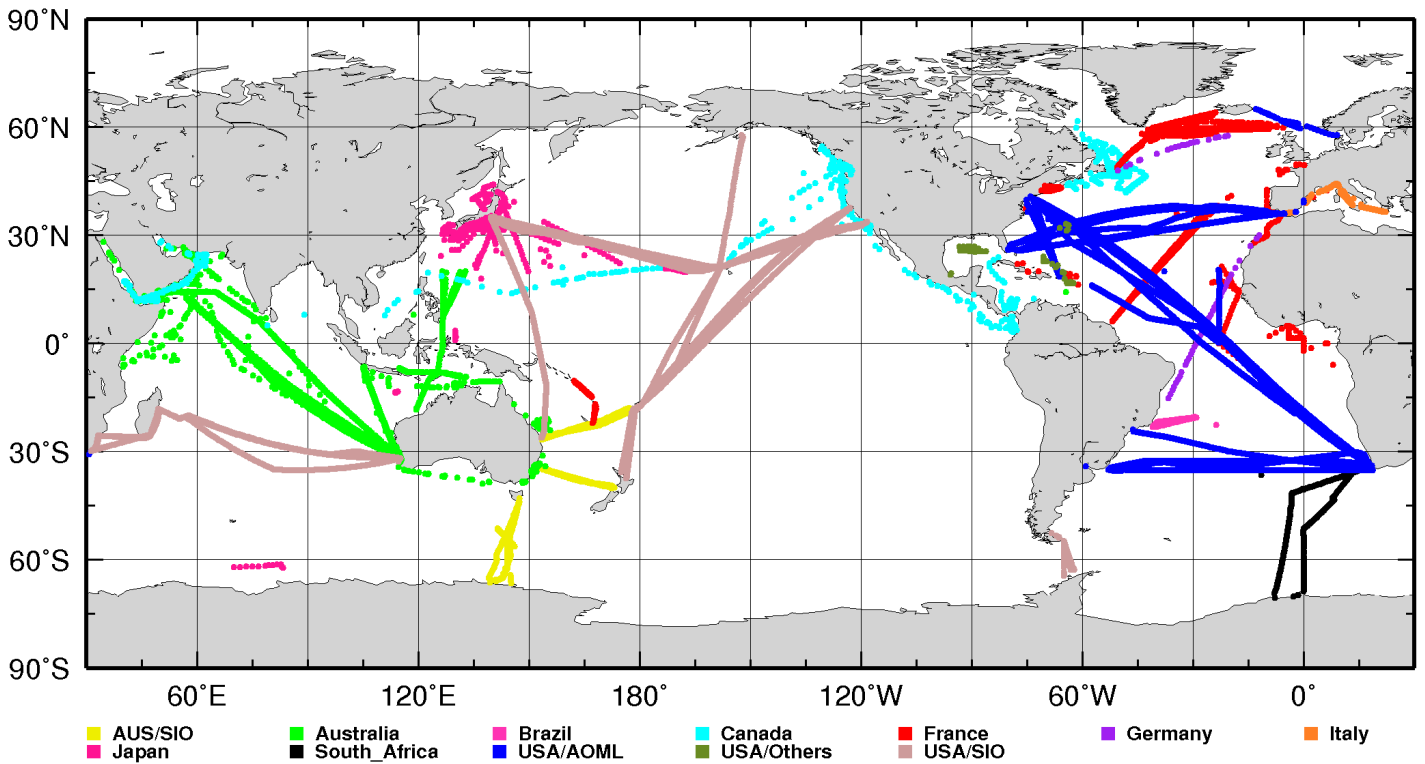 90°N
60°N
30°N
0°
30°S
60°S
90°S
60°E 120°E 180° 120°W 60°W 0°
AUS/SIO Australia Brazil Canada France Germany Italy
Japan South_Africa USA/AOML USA/Others USA/SIO